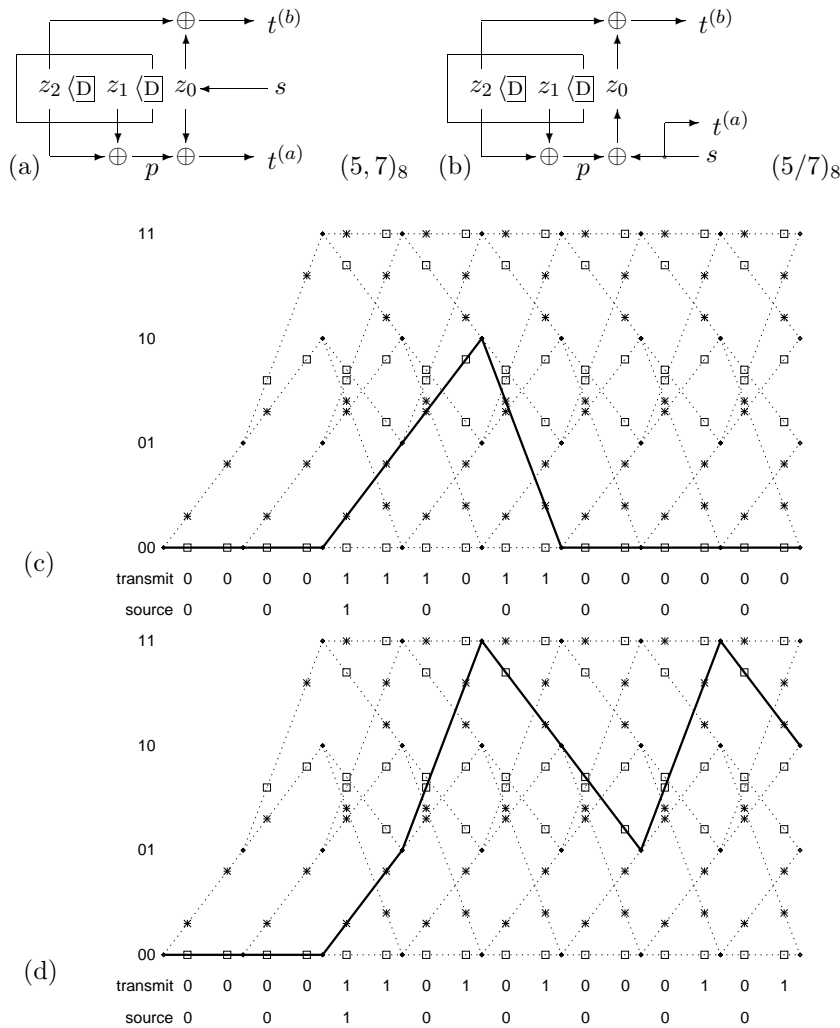 t(b)
t(b)
z2 ⟨D z1 ⟨D z0 s
z2 ⟨D z1 ⟨D z0
t(a)
(a) ⊕ p ⊕ t(a) (5, 7)8
(b) ⊕ p ⊕ s (5/7)8
11
10
01
00
(c)
transmit 0 0 0 0 1 1 1 0 1 1 0 0 0 0 0 0
source 0 0 1 0 0 0 0 0
11
10
01
00
(d)
transmit 0 0 0 0 1 1 0 1 0 1 0 0 0 1 0 1
source 0 0 1 0 0 0 0 0